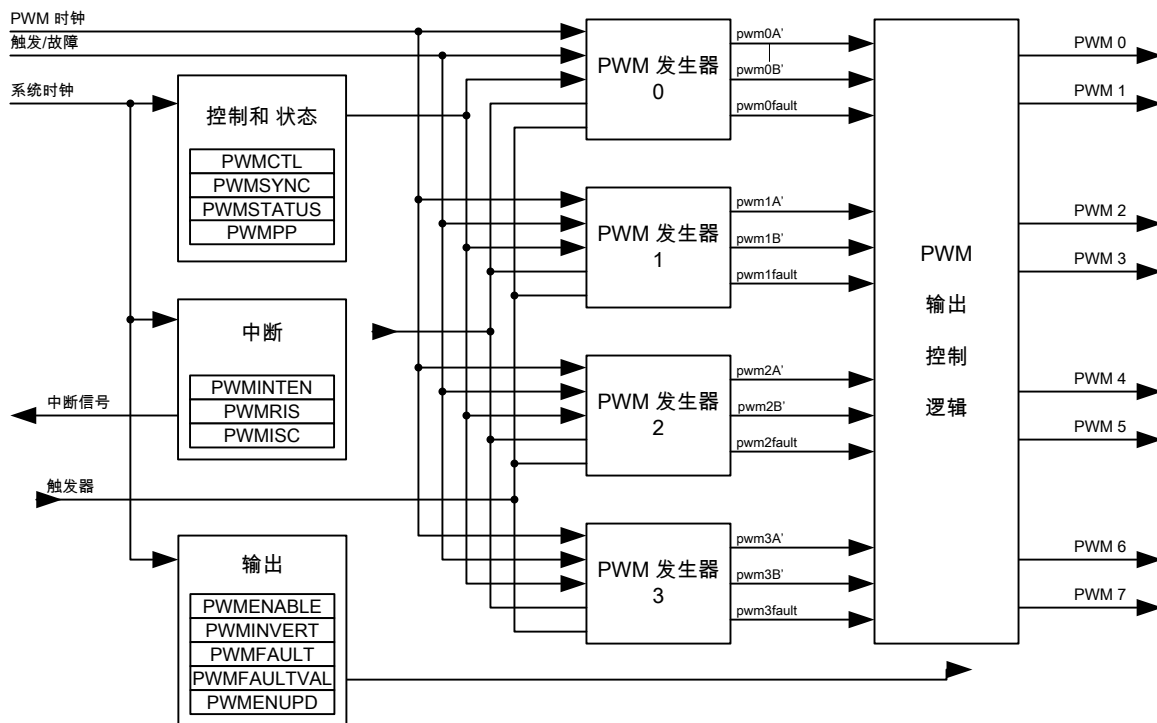 PWM 时钟
触发/故障
系统时钟
控制和 状态
PWMCTL
PWMSYNC
PWMSTATUS
PWMPP
中断
PWMINTEN
PWMRIS
PWMISC
中断信号
触发器
输出
PWMENABLE
PWMINVERT
PWMFAULT
PWMFAULTVAL
PWMENUPD
PWM 发生器
0
pwm0A’
pwm0B’
pwm0fault
PWM 发生器
1
pwm1A’
pwm1B’
pwm1fault
PWM 发生器
2
pwm2A’
pwm2B’
pwm2fault
PWM 发生器
3
pwm3A’
pwm3B’
pwm3fault
PWM
输出
控制
逻辑
PWM 0
PWM 1
PWM 2
PWM 3
PWM 4
PWM 5
PWM 6
PWM 7